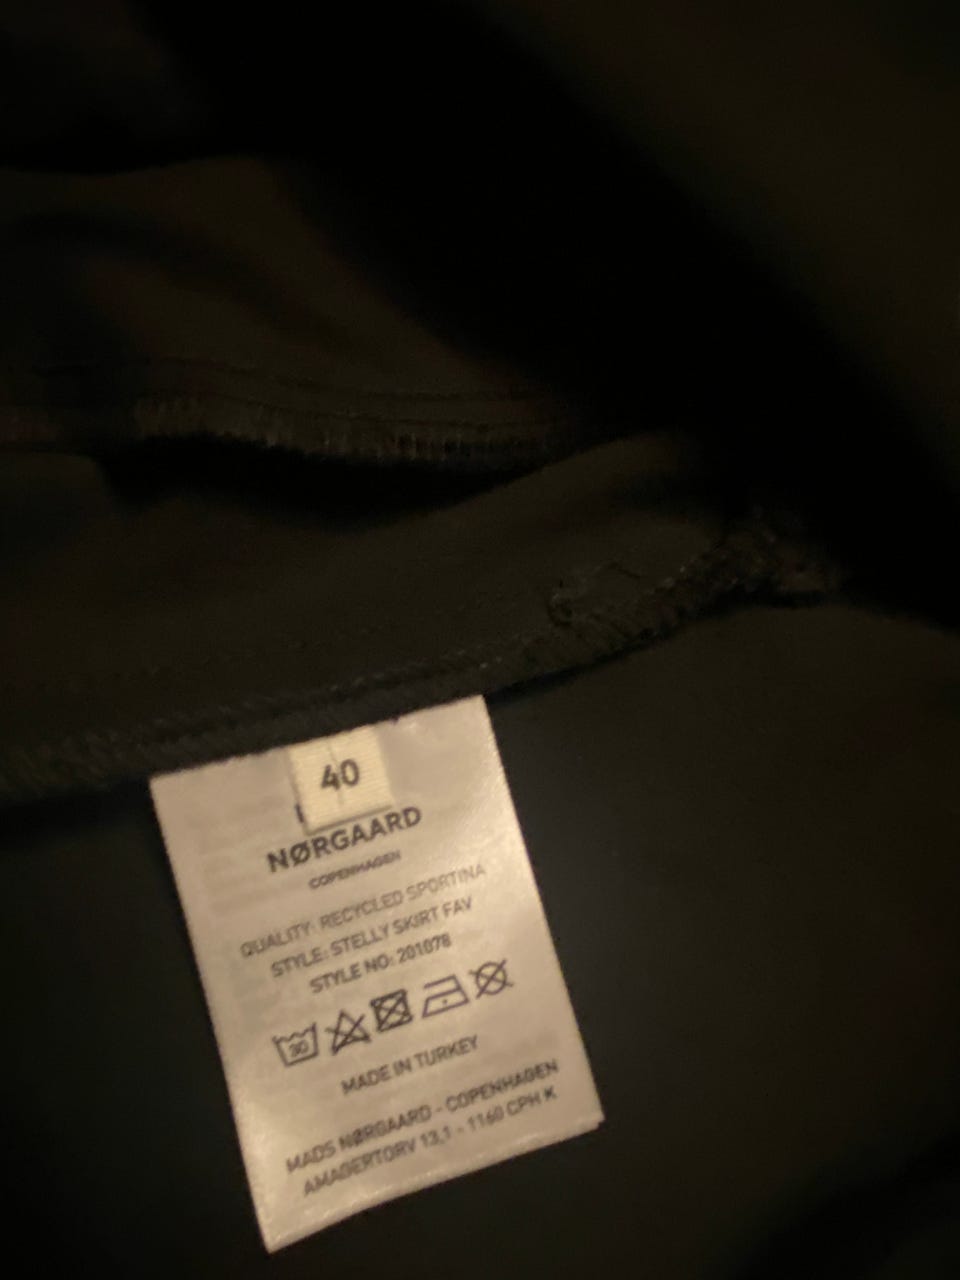 40
NØRGAARD
COPENHAGEN
QUALITY: RECYCLED SPORTINA
STYLE: STELLY SKIRT FAV
STYLE NO: 201078
30
MADE IN TURKEY
MADS NØRGAARD - COPENHAGEN
AMAGERTORV 13,1 - 1160 CPH K